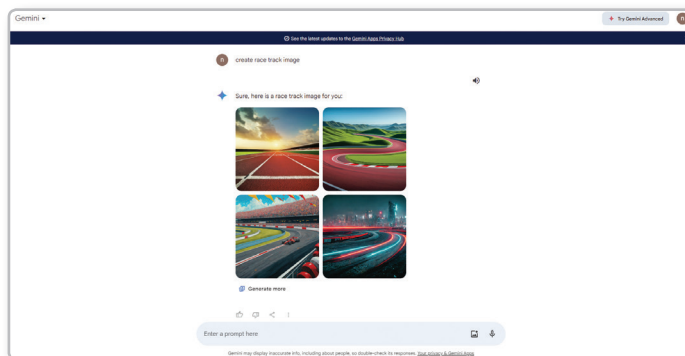 Gemini
Try Gemini Advanced
n
See the latest updates to the Gemini Apps Privacy Hub
n
create race track image
Sure, here is a race track image for you:
Generate more
Enter a prompt here
Gemini may display inaccurate info, including about people, so double-check its responses. Your privacy & Gemini Apps